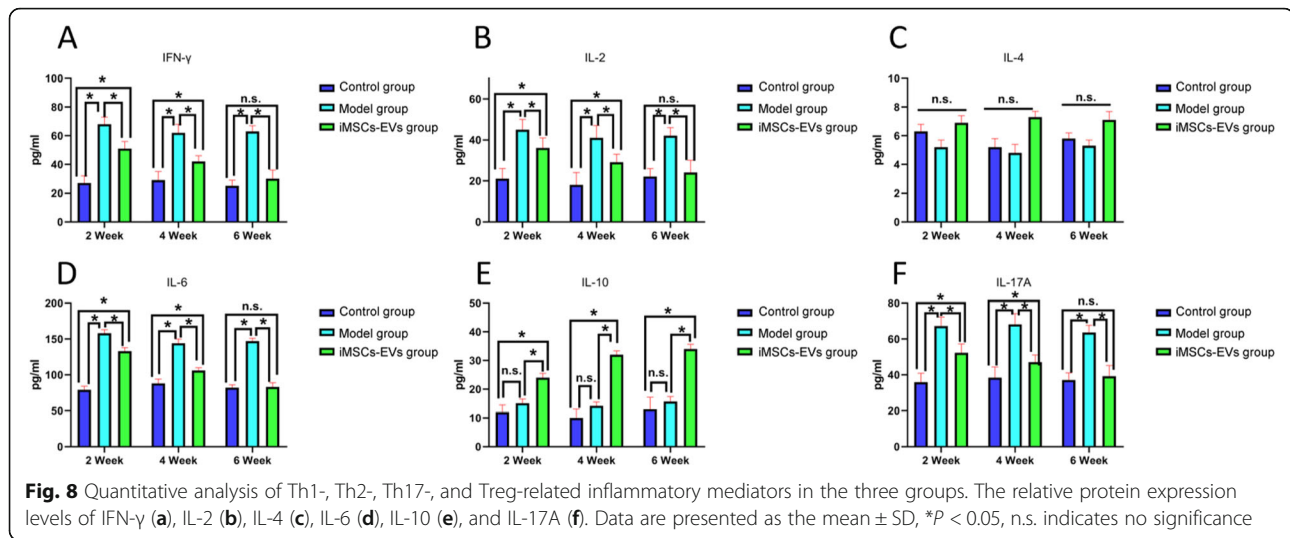 A
IFN-γ
100
80
60
40
20
0
pg/ml
* * *
* * *
n.s. * *
2 Week 4 Week 6 Week
Control group
Model group
iMSCs-EVs group
B
IL-2
60
40
20
0
pg/ml
* * *
* * *
n.s. * *
2 Week 4 Week 6 Week
Control group
Model group
iMSCs-EVs group
C
IL-4
10
8
6
4
2
0
pg/ml
n.s. n.s. n.s.
2 Week 4 Week 6 Week
Control group
Model group
iMSCs-EVs group
D
IL-6
200
150
100
50
0
pg/ml
* * *
* * *
n.s. * *
2 Week 4 Week 6 Week
Control group
Model group
iMSCs-EVs group
E
IL-10
50
40
30
20
10
0
pg/ml
* n.s. *
* n.s. *
* n.s. *
2 Week 4 Week 6 Week
Control group
Model group
iMSCs-EVs group
F
IL-17A
80
60
40
20
0
pg/ml
* * *
* * *
n.s. * *
2 Week 4 Week 6 Week
Control group
Model group
iMSCs-EVs group
Fig. 8 Quantitative analysis of Th1-, Th2-, Th17-, and Treg-related inflammatory mediators in the three groups. The relative protein expression
levels of IFN-γ (a), IL-2 (b), IL-4 (c), IL-6 (d), IL-10 (e), and IL-17A (f). Data are presented as the mean ± SD, *P < 0.05, n.s. indicates no significance